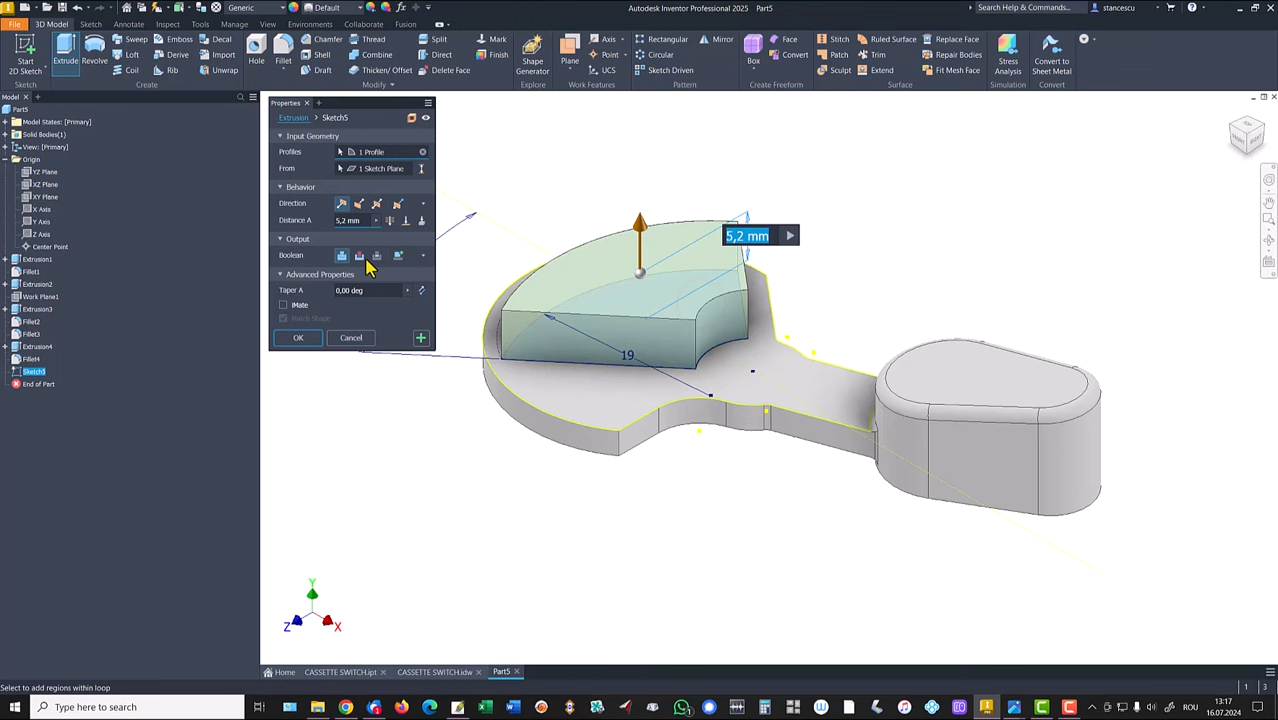 Generic
Default
Autodesk Inventor Professional 2025 Part5
Search Help & Commands...
stancescu
File
3D Model
Sketch
Annotate
Inspect
Tools
Manage
View
Environments
Collaborate
Fusion
Start
2D Sketch
Extrude
Revolve
Sweep
Emboss
Decal
Loft
Derive
Import
Coil
Rib
Unwrap
Hole
Fillet
Chamfer
Thread
Split
Mark
Shell
Combine
Direct
Finish
Draft
Thicken/ Offset
Delete Face
Shape
Generator
Plane
Axis
Point
UCS
Rectangular
Mirror
Circular
Sketch Driven
Box
Face
Convert
Stitch
Ruled Surface
Replace Face
Patch
Trim
Repair Bodies
Sculpt
Extend
Fit Mesh Face
Stress
Analysis
Convert to
Sheet Metal
Sketch
Create
Modify
Explore
Work Features
Pattern
Create Freeform
Surface
Simulation
Convert
Model
Part5
Model States: [Primary]
Solid Bodies(1)
View: [Primary]
Origin
YZ Plane
XZ Plane
XY Plane
X Axis
Y Axis
Z Axis
Center Point
Extrusion1
Fillet1
Extrusion2
Work Plane1
Extrusion3
Fillet2
Fillet3
Extrusion4
Fillet4
Sketch5
End of Part
Properties
Extrusion > Sketch5
Input Geometry
Profiles 1 Profile
From 1 Sketch Plane
Behavior
Direction
Distance A 5,2 mm
Output
Boolean
Advanced Properties
Taper A 0,00 deg
iMate
Match Shape
OK
Cancel
5,2 mm
19
TOP
FRONT
RIGHT
Y
Z
X
Home
CASSETTE SWITCH.ipt
CASSETTE SWITCH.idw
Part5
Select to add regions within loop
1
3
Type here to search
ROU
13:17
16.07.2024